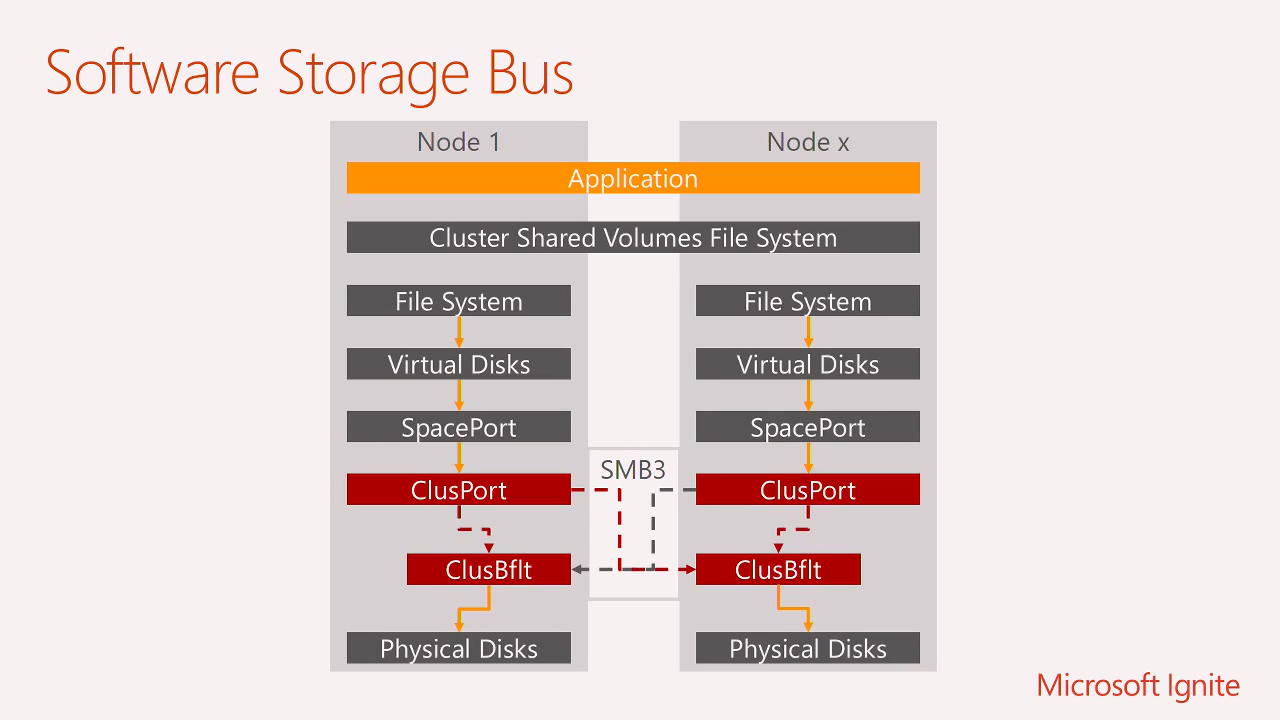 Software Storage Bus
Node 1
Node x
Application
Cluster Shared Volumes File System
File System
File System
Virtual Disks
Virtual Disks
SpacePort
SpacePort
SMB3
ClusPort
ClusPort
ClusBflt
ClusBflt
Physical Disks
Physical Disks
Microsoft Ignite